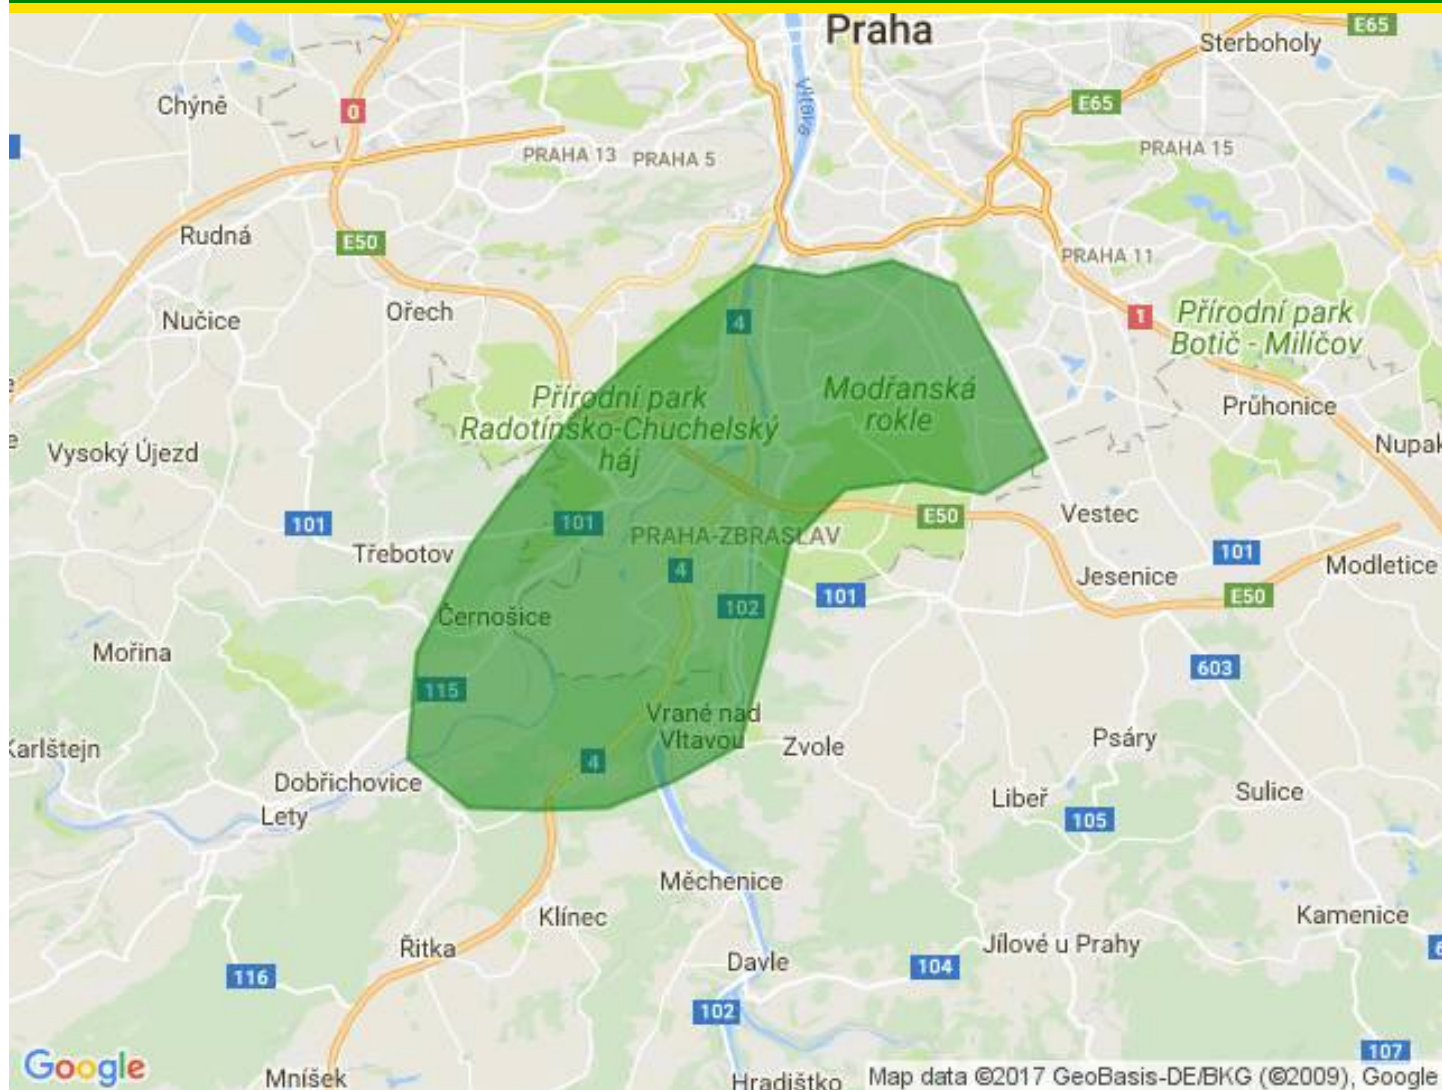 Praha
E65
Sterboholy
Chýně
0
E65
Vltava
PRAHA 13
PRAHA 5
PRAHA 15
Rudná
E50
PRAHA 11
Nučice
Ořech
4
1
Přírodní park
Botič - Milíčov
Přírodní park
Radotínsko-Chuchelský
háj
Modřanská
rokle
Průhonice
Nupak
Vysoký Újezd
101
101
E50
Vestec
Třebotov
PRAHA-ZBRASLAV
101
Modletice
4
Jesenice
102
101
E50
Černošice
Mořina
603
115
Vrané nad
Vltavou
Zvole
Psáry
Karlštejn
4
Dobřichovice
Lety
Libeř
Sulice
105
Měchenice
Klínec
Kamenice
Řitka
Jílové u Prahy
Davle
104
116
102
107
Google
Mníšek
Hradištko
Map data ©2017 GeoBasis-DE/BKG (©2009), Google